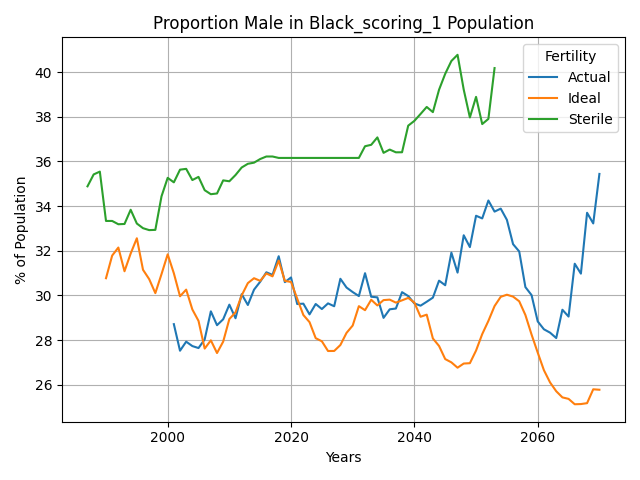 Proportion Male in Black_scoring_1 Population
Fertility
Actual
Ideal
Sterile
% of Population
40
38
36
34
32
30
28
26
2000
2020
2040
2060
Years